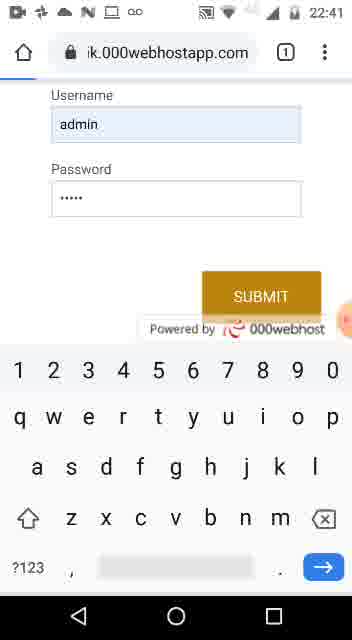 22:41
ik.000webhostapp.com
1
Username
admin
Password
•••••
SUBMIT
Powered by 000webhost
1 2 3 4 5 6 7 8 9 0
q w e r t y u i o p
a s d f g h j k l
z x c v b n m
?123 , .